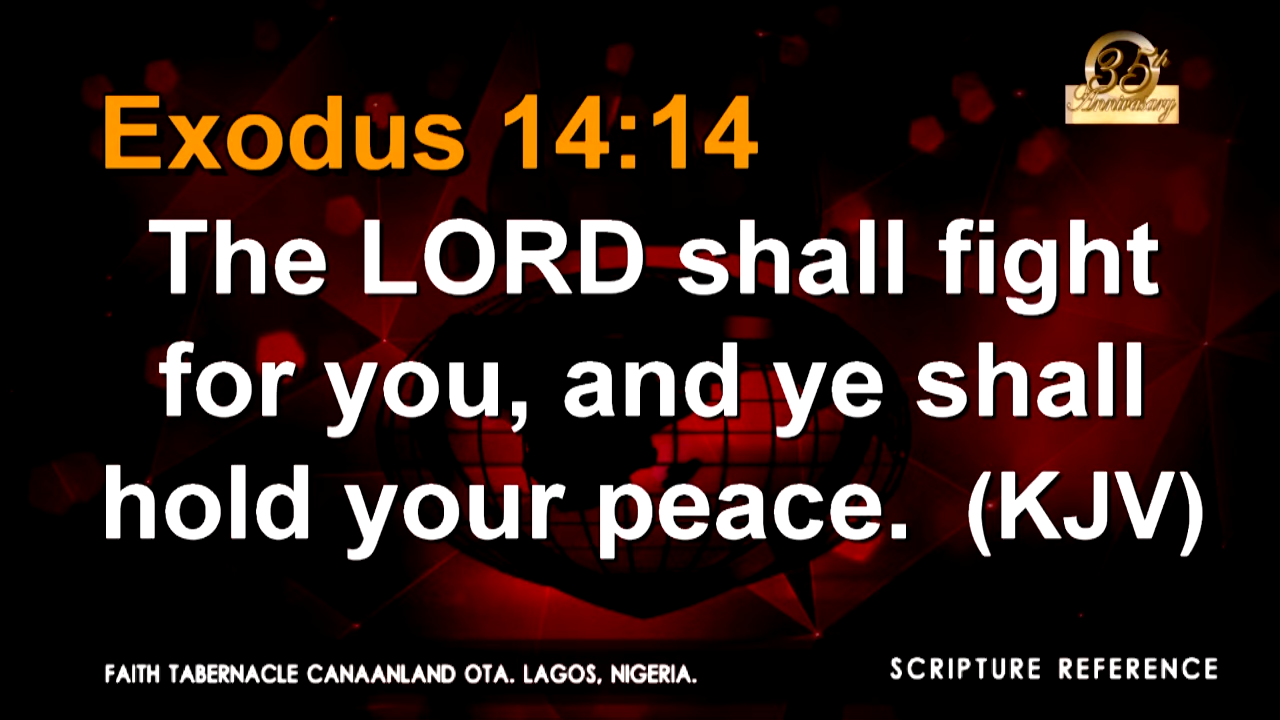 35th
Anniversary
Exodus 14:14
The LORD shall fight
for you, and ye shall
hold your peace. (KJV)
FAITH TABERNACLE CANAANLAND OTA. LAGOS, NIGERIA.
SCRIPTURE REFERENCE